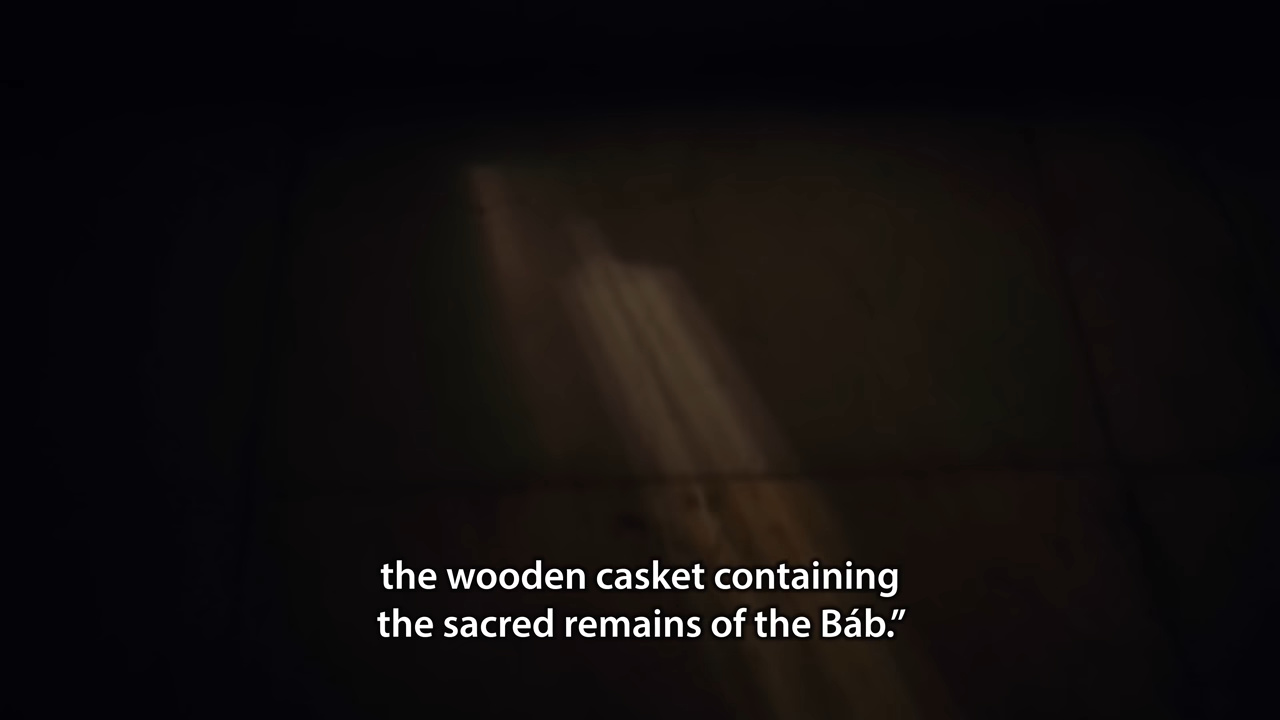 the wooden casket containing
the sacred remains of the Báb.”